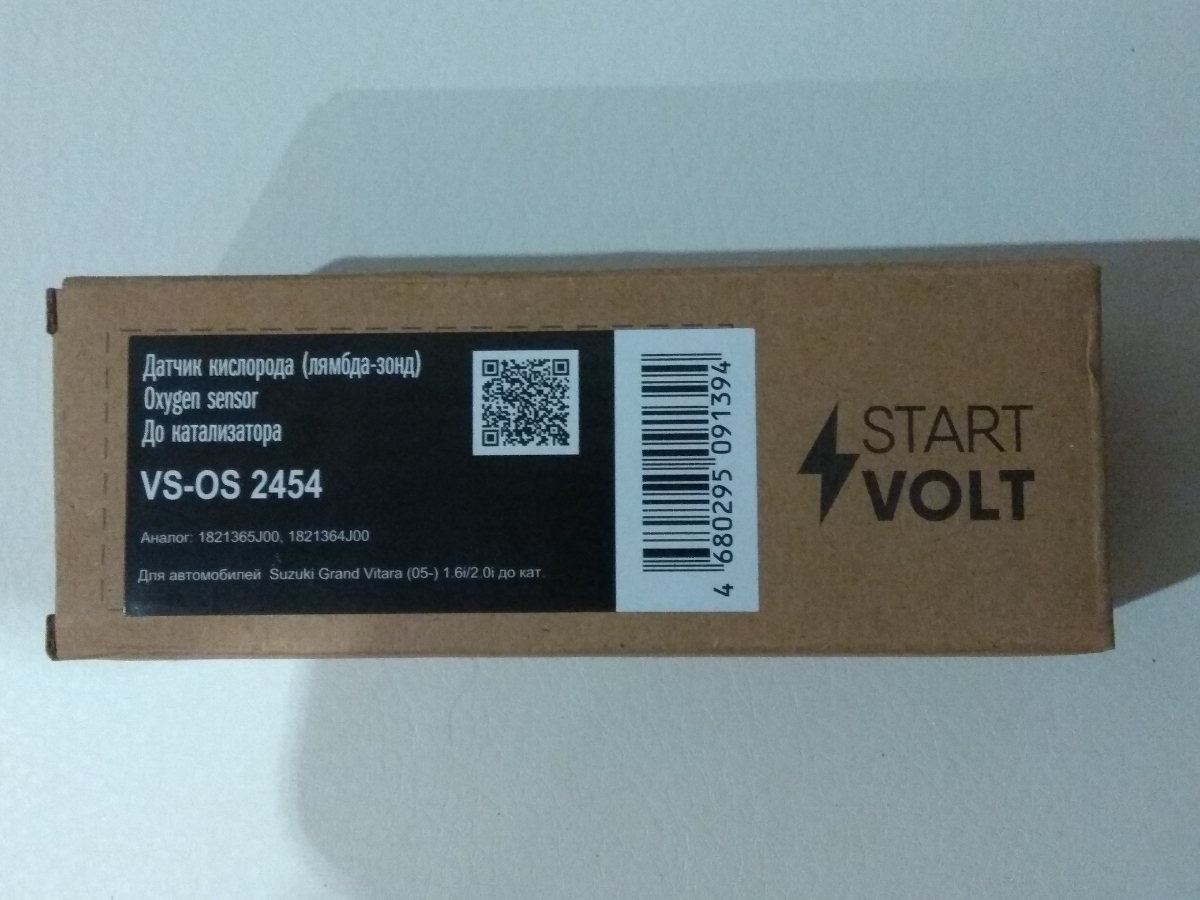 Датчик кислорода (лямбда-зонд)
Oxygen sensor
До катализатора
VS-OS 2454
Аналог: 1821365J00, 1821364J00
Для автомобилей Suzuki Grand Vitara (05-) 1.6i/2.0i до кат.
4 680295 091394
START
VOLT